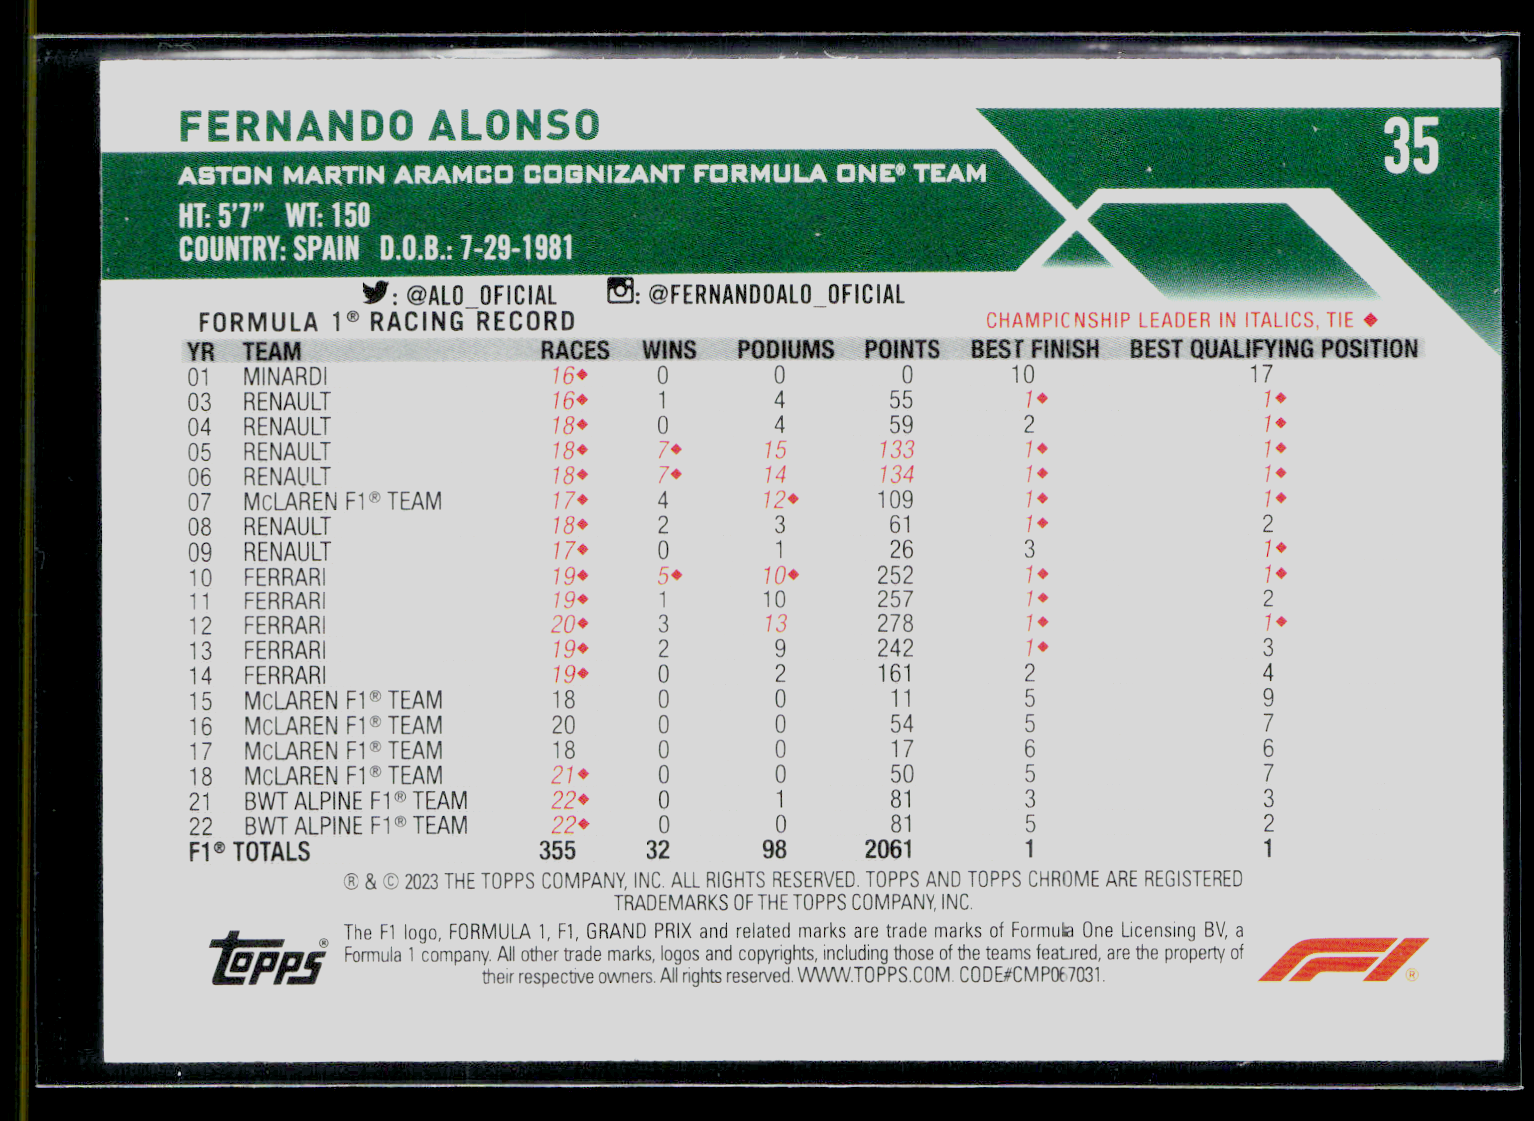 FERNANDO ALONSO
35
ASTON MARTIN ARAMCO COGNIZANT FORMULA ONE® TEAM
HT: 5'7" WT: 150
COUNTRY: SPAIN D.O.B.: 7-29-1981
: @ALO_OFICIAL : @FERNANDOALO_OFICIAL
FORMULA 1® RACING RECORD CHAMPIONSHIP LEADER IN ITALICS, TIE ◆
YR TEAM RACES WINS PODIUMS POINTS BEST FINISH BEST QUALIFYING POSITION
01 MINARDI 16◆ 0 0 0 10 17
03 RENAULT 16◆ 1 4 55 1◆ 1◆
04 RENAULT 18◆ 0 4 59 2 1◆
05 RENAULT 18◆ 7◆ 15 133 1◆ 1◆
06 RENAULT 18◆ 7◆ 14 134 1◆ 1◆
07 McLAREN F1® TEAM 17◆ 4 12◆ 109 1◆ 1◆
08 RENAULT 18◆ 2 3 61 1◆ 2
09 RENAULT 17◆ 0 1 26 3 1◆
10 FERRARI 19◆ 5◆ 10◆ 252 1◆ 1◆
11 FERRARI 19◆ 1 10 257 1◆ 2
12 FERRARI 20◆ 3 13 278 1◆ 1◆
13 FERRARI 19◆ 2 9 242 1◆ 3
14 FERRARI 19◆ 0 2 161 2 4
15 McLAREN F1® TEAM 18 0 0 11 5 9
16 McLAREN F1® TEAM 20 0 0 54 5 7
17 McLAREN F1® TEAM 18 0 0 17 6 6
18 McLAREN F1® TEAM 21◆ 0 0 50 5 7
21 BWT ALPINE F1® TEAM 22◆ 0 1 81 3 3
22 BWT ALPINE F1® TEAM 22◆ 0 0 81 5 2
F1® TOTALS 355 32 98 2061 1 1
® & © 2023 THE TOPPS COMPANY, INC. ALL RIGHTS RESERVED. TOPPS AND TOPPS CHROME ARE REGISTERED
TRADEMARKS OF THE TOPPS COMPANY, INC.
The F1 logo, FORMULA 1, F1, GRAND PRIX and related marks are trade marks of Formula One Licensing BV, a
Formula 1 company. All other trade marks, logos and copyrights, including those of the teams featured, are the property of
their respective owners. All rights reserved. WWW.TOPPS.COM. CODE#CMP067031.
Topps®
F1®